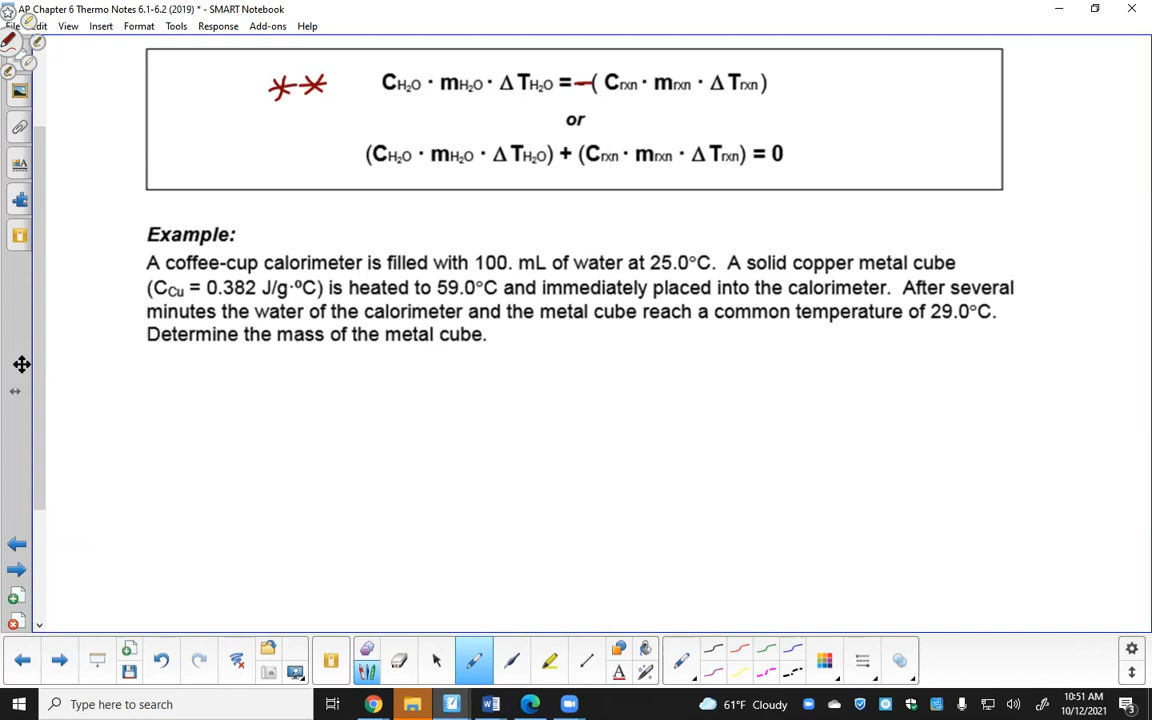 AP Chapter 6 Thermo Notes 6.1-6.2 (2019) * - SMART Notebook
File Edit View Insert Format Tools Response Add-ons Help
** CH₂O · mH₂O · ΔTH₂O = -( Crxn · mrxn · ΔTrxn )
or
(CH₂O · mH₂O · ΔTH₂O) + (Crxn · mrxn · ΔTrxn) = 0
Example:
A coffee-cup calorimeter is filled with 100. mL of water at 25.0°C. A solid copper metal cube
(CCu = 0.382 J/g·ºC) is heated to 59.0°C and immediately placed into the calorimeter. After several
minutes the water of the calorimeter and the metal cube reach a common temperature of 29.0°C.
Determine the mass of the metal cube.
Type here to search
61°F Cloudy
10:51 AM
10/12/2021
3